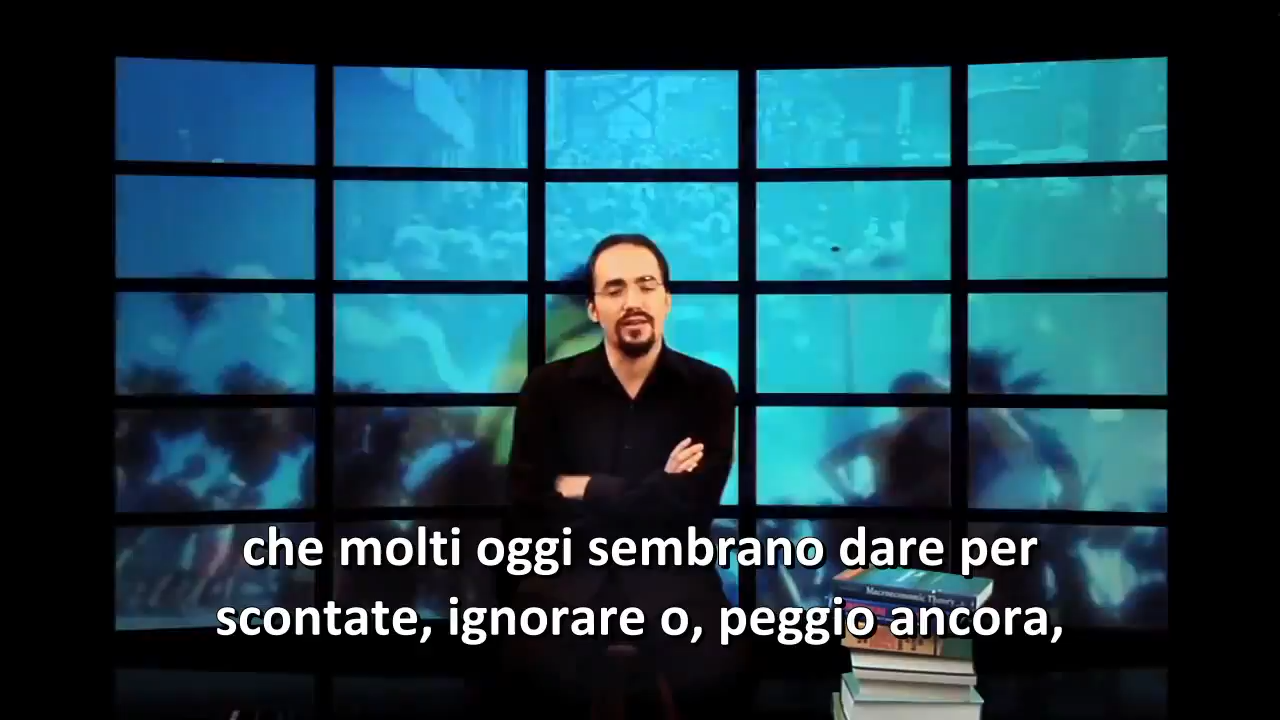 che molti oggi sembrano dare per
scontate, ignorare o, peggio ancora,
Macroeconomic Theory